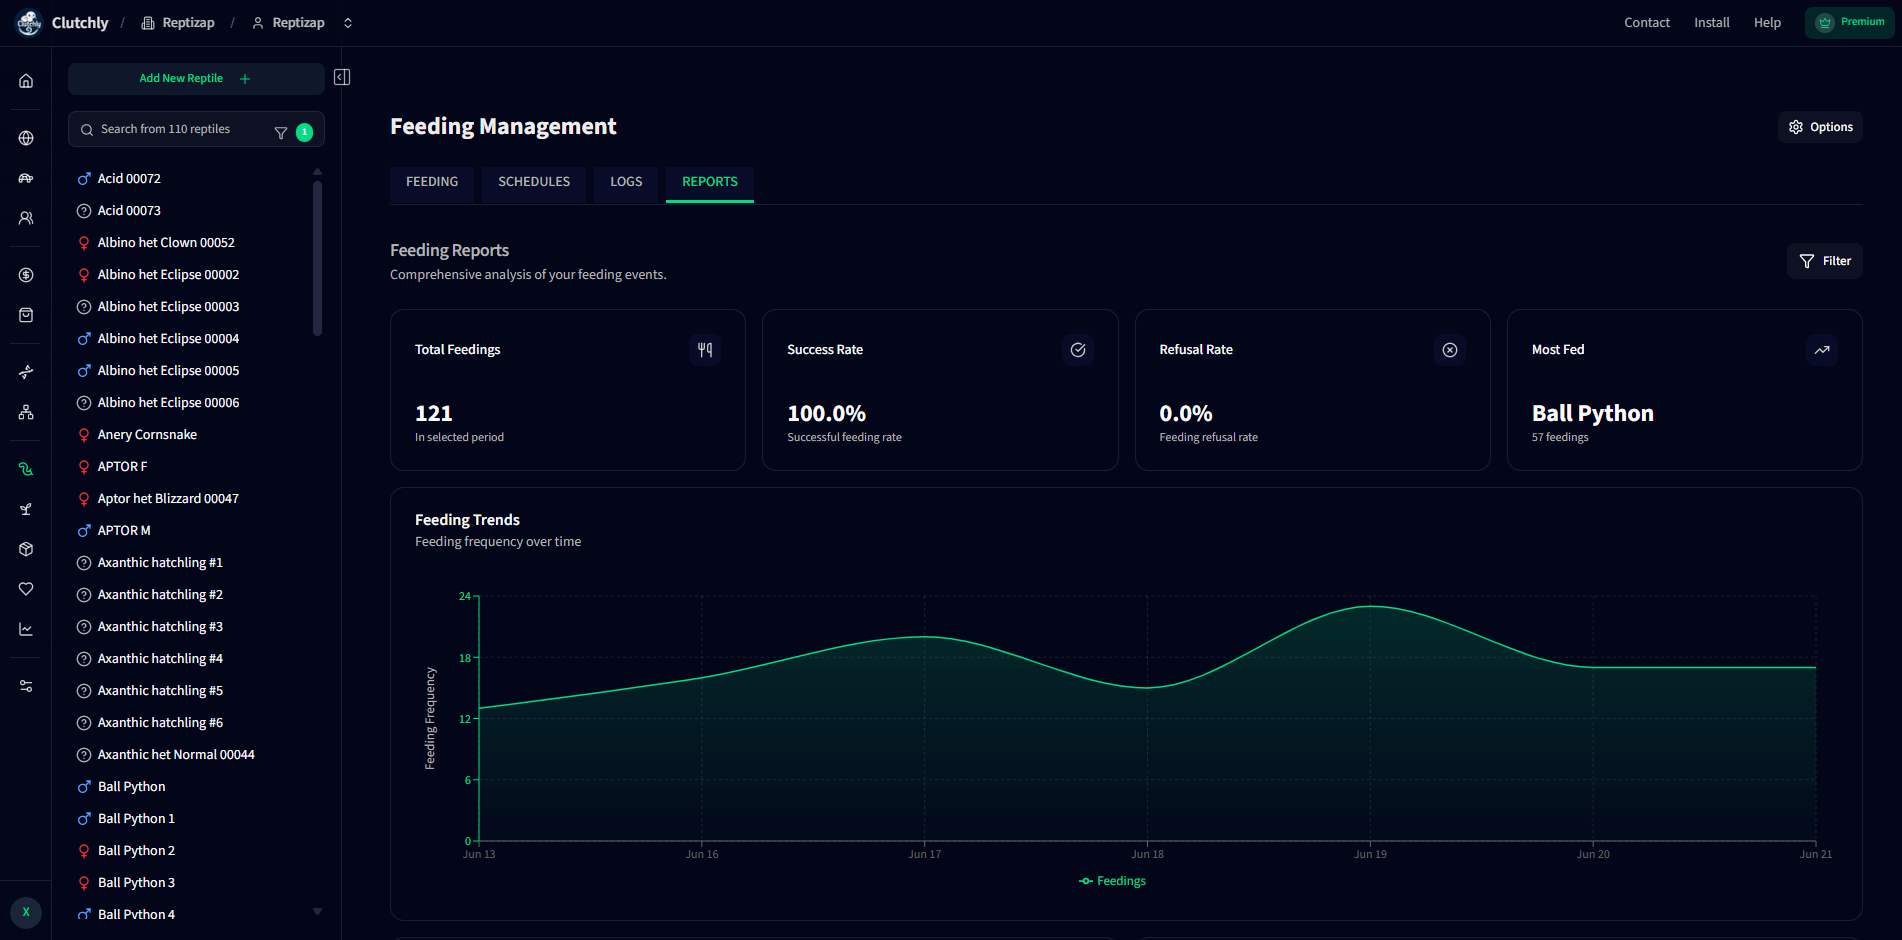 Clutchly / Reptizap / Reptizap
Contact Install Help Premium
Add New Reptile
Search from 110 reptiles 1
Acid 00072
Acid 00073
Albino het Clown 00052
Albino het Eclipse 00002
Albino het Eclipse 00003
Albino het Eclipse 00004
Albino het Eclipse 00005
Albino het Eclipse 00006
Anery Cornsnake
APTOR F
Aptor het Blizzard 00047
APTOR M
Axanthic hatchling #1
Axanthic hatchling #2
Axanthic hatchling #3
Axanthic hatchling #4
Axanthic hatchling #5
Axanthic hatchling #6
Axanthic het Normal 00044
Ball Python
Ball Python 1
Ball Python 2
Ball Python 3
Ball Python 4
X
Feeding Management
Options
FEEDING SCHEDULES LOGS REPORTS
Feeding Reports
Comprehensive analysis of your feeding events.
Filter
Total Feedings
121
In selected period
Success Rate
100.0%
Successful feeding rate
Refusal Rate
0.0%
Feeding refusal rate
Most Fed
Ball Python
57 feedings
Feeding Trends
Feeding frequency over time
Feeding Frequency
24
18
12
6
0
Jun 13 Jun 16 Jun 17 Jun 18 Jun 19 Jun 20 Jun 21
Feedings